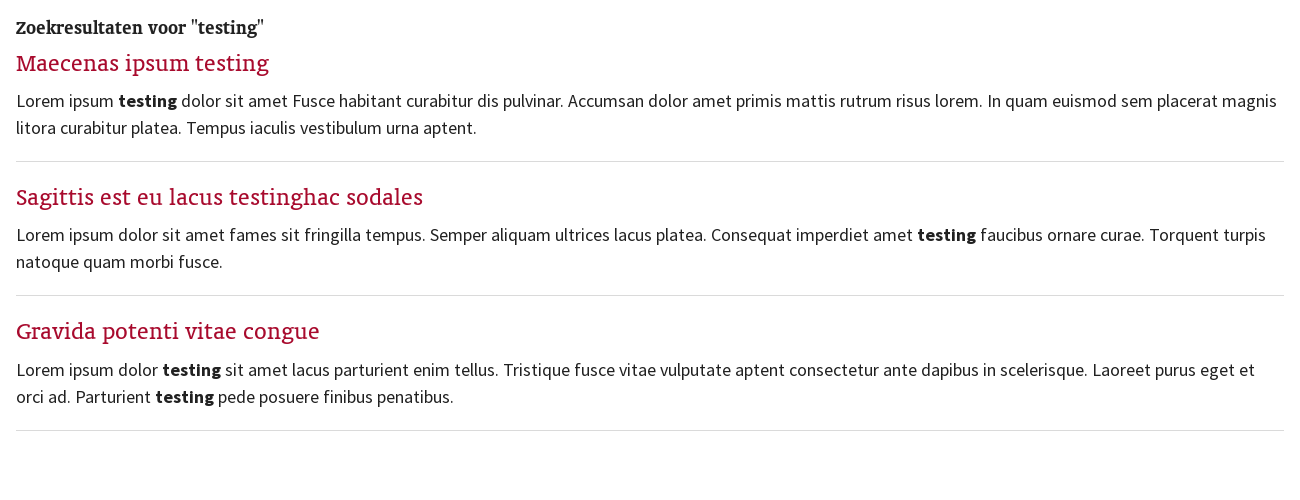 Zoekresultaten voor "testing"
Maecenas ipsum testing
Lorem ipsum testing dolor sit amet Fusce habitant curabitur dis pulvinar. Accumsan dolor amet primis mattis rutrum risus lorem. In quam euismod sem placerat magnis
litora curabitur platea. Tempus iaculis vestibulum urna aptent.
Sagittis est eu lacus testinghac sodales
Lorem ipsum dolor sit amet fames sit fringilla tempus. Semper aliquam ultrices lacus platea. Consequat imperdiet amet testing faucibus ornare curae. Torquent turpis
natoque quam morbi fusce.
Gravida potenti vitae congue
Lorem ipsum dolor testing sit amet lacus parturient enim tellus. Tristique fusce vitae vulputate aptent consectetur ante dapibus in scelerisque. Laoreet purus eget et
orci ad. Parturient testing pede posuere finibus penatibus.